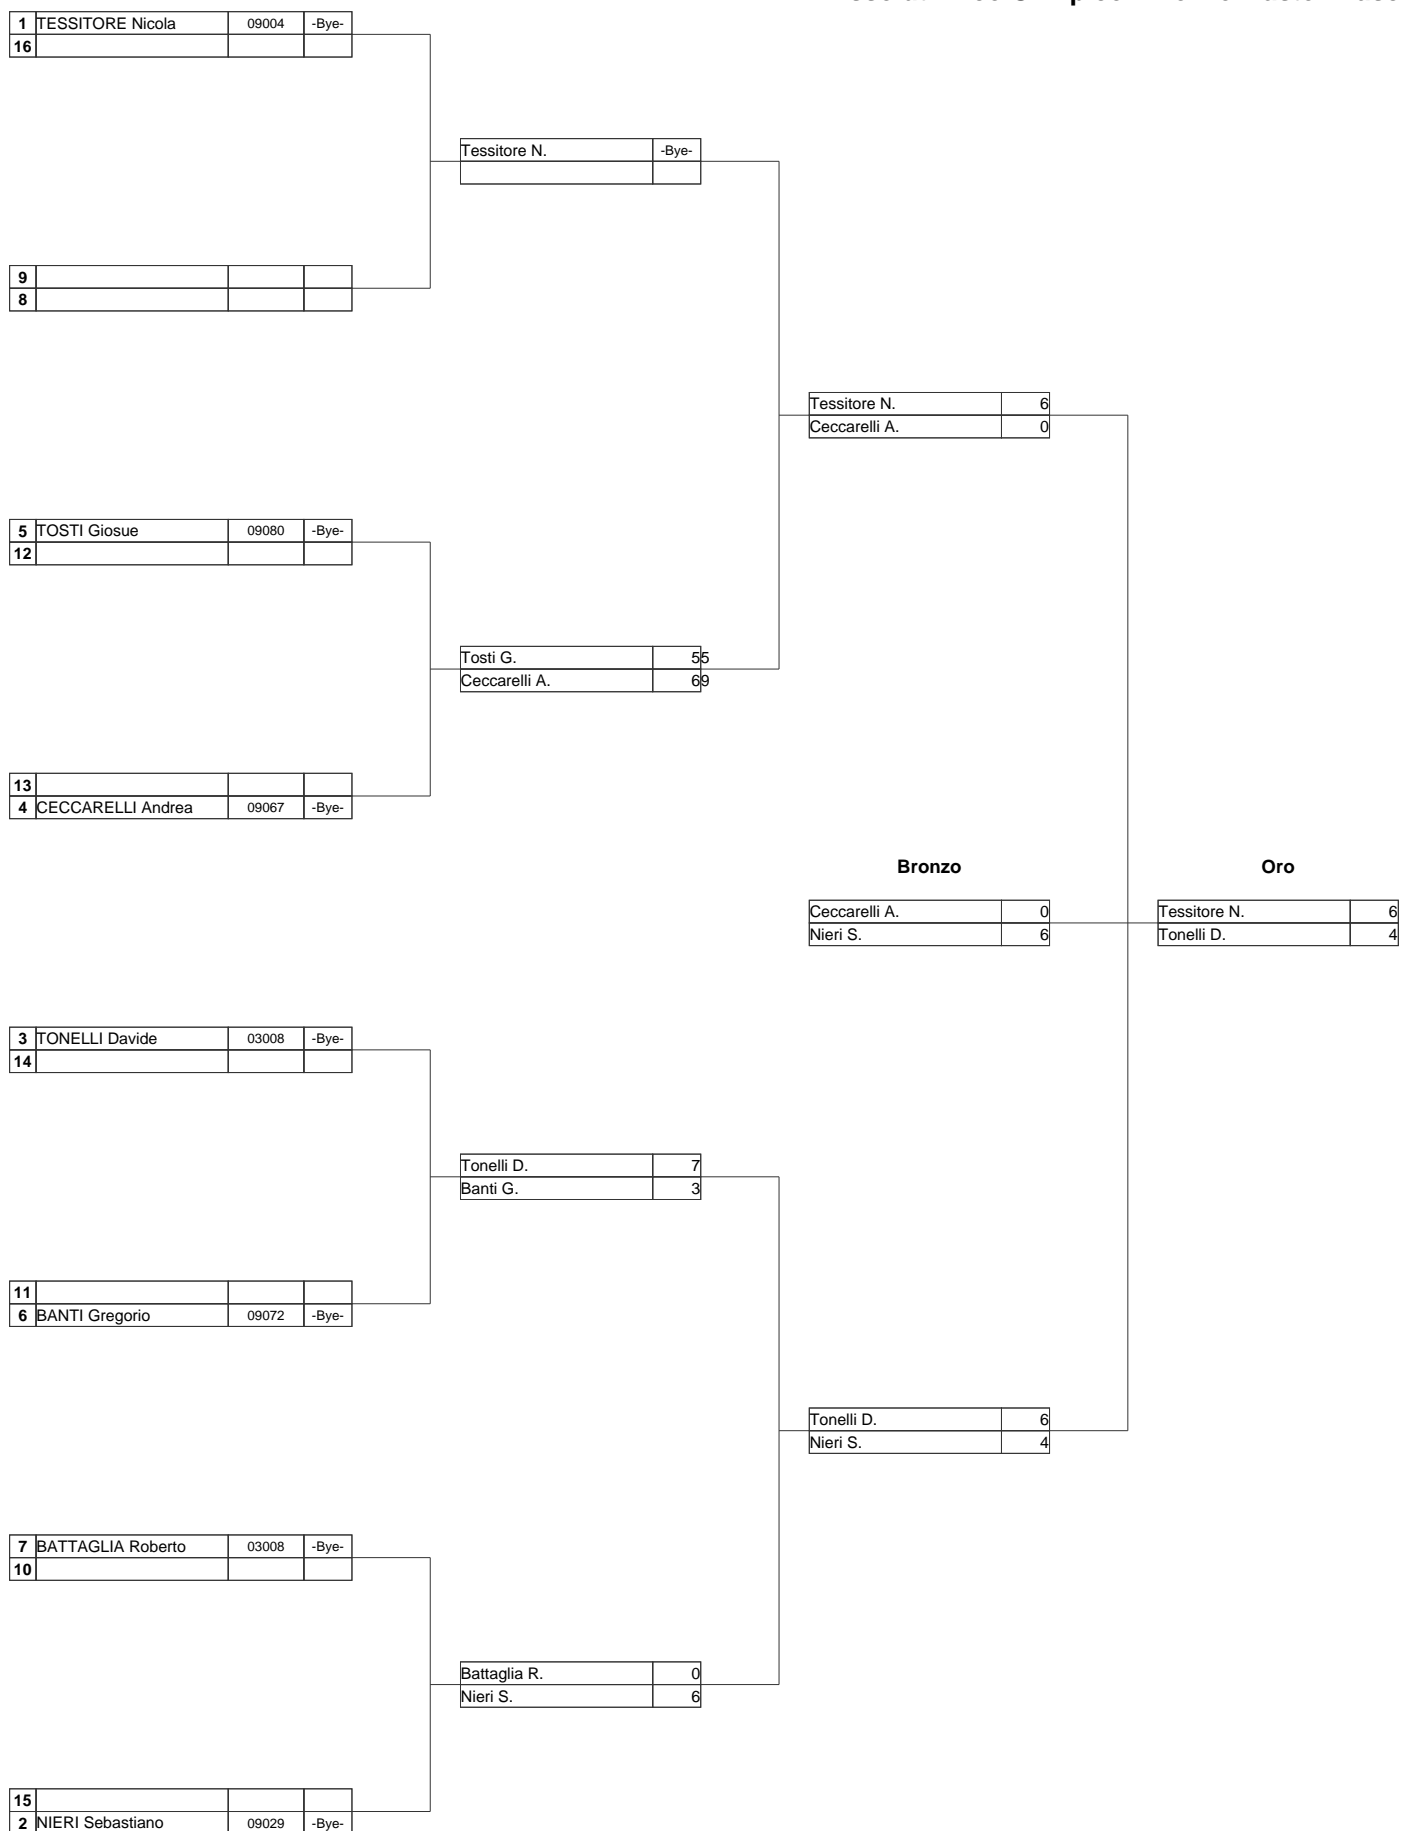 1 TESSITORE Nicola 09004 -Bye-
16
Tessitore N. -Bye-
9
8
Tessitore N. 6
Ceccarelli A. 0
5 TOSTI Giosue 09080 -Bye-
12
Tosti G. 55
Ceccarelli A. 69
13
4 CECCARELLI Andrea 09067 -Bye-
Bronzo Oro
Ceccarelli A. 0 Tessitore N. 6
Nieri S. 6 Tonelli D. 4
3 TONELLI Davide 03008 -Bye-
14
Tonelli D. 7
Banti G. 3
11
6 BANTI Gregorio 09072 -Bye-
Tonelli D. 6
Nieri S. 4
7 BATTAGLIA Roberto 03008 -Bye-
10
Battaglia R. 0
Nieri S. 6
15
2 NIERI Sebastiano 09029 -Bye-